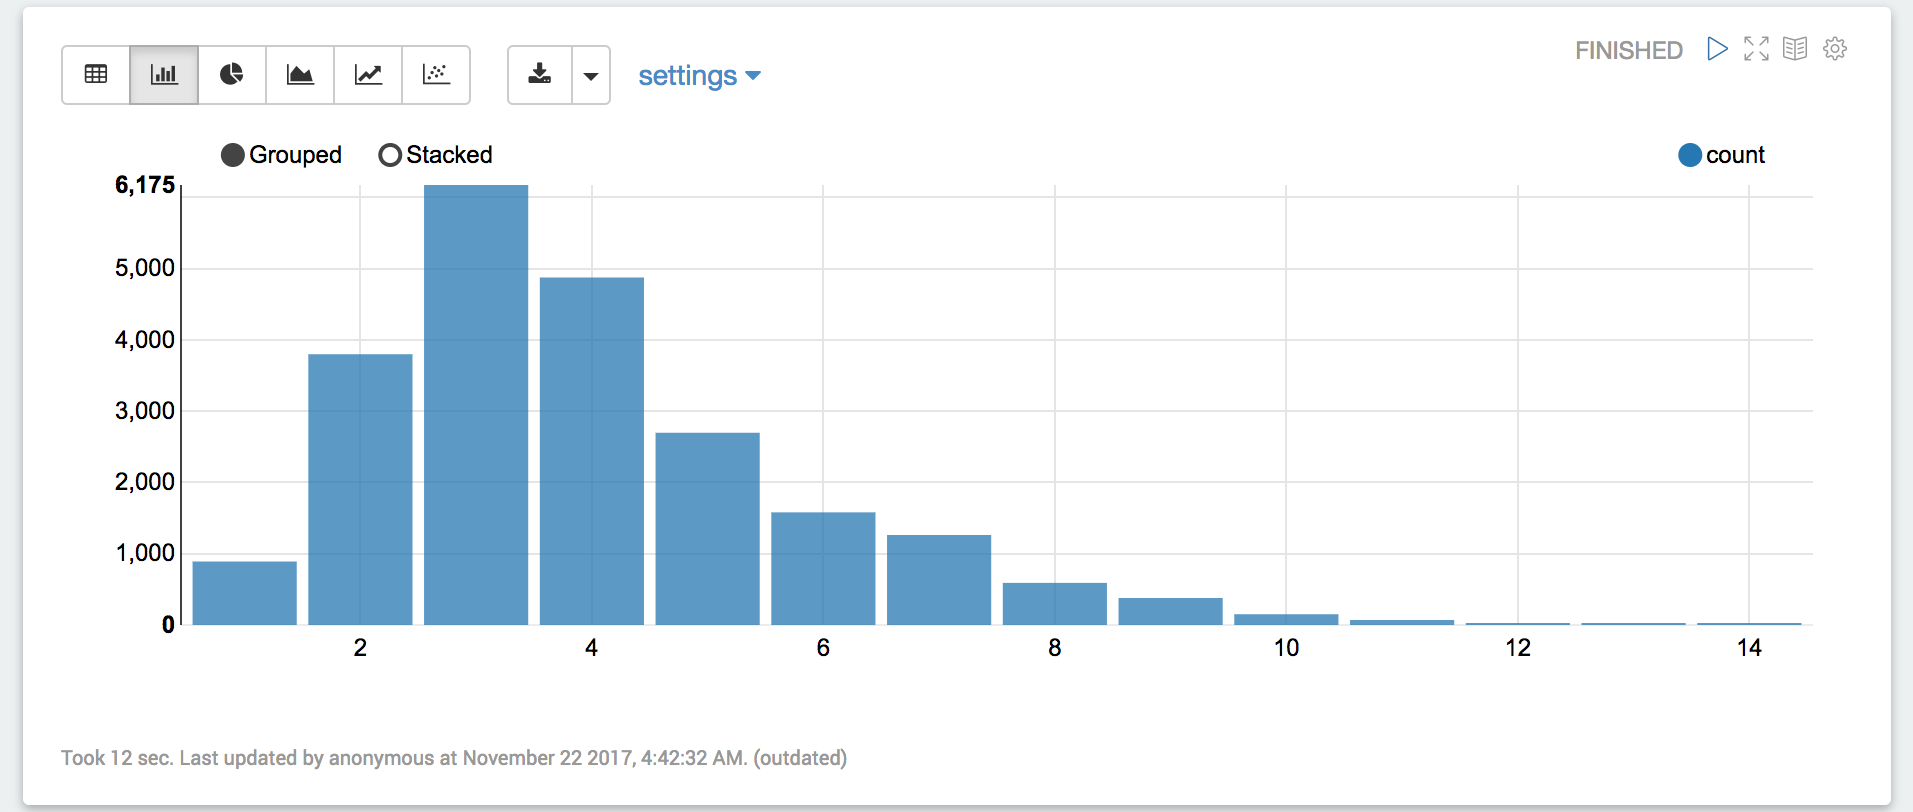 settings
FINISHED
Grouped
Stacked
count
6,175
5,000
4,000
3,000
2,000
1,000
0
2 4 6 8 10 12 14
Took 12 sec. Last updated by anonymous at November 22 2017, 4:42:32 AM. (outdated)